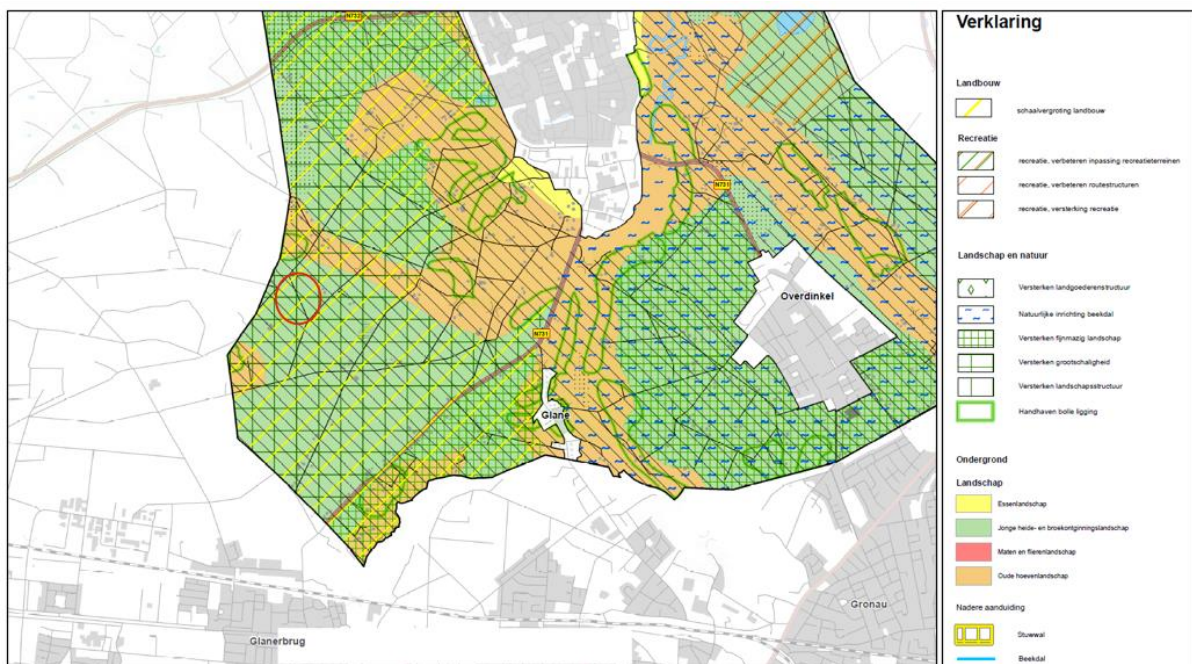 N732
N731
N731
Overdinkel
Glane
Glanerbrug
Gronau
Verklaring
Landbouw
schaalvergroting landbouw
Recreatie
recreatie, verbeteren inpassing recreatieterreinen
recreatie, verbeteren routestructuren
recreatie, versterking recreatie
Landschap en natuur
Versterken landgoederenstructuur
Natuurlijke inrichting beekdal
Versterken fijnmazig landschap
Versterken grootschaligheid
Versterken landschapsstructuur
Handhaven bolle ligging
Ondergrond
Landschap
Essenlandschap
Jonge heide- en broekontginningslandschap
Maten en flierenlandschap
Oude hoevenlandschap
Nadere aanduiding
Stuwwal
Beekdal